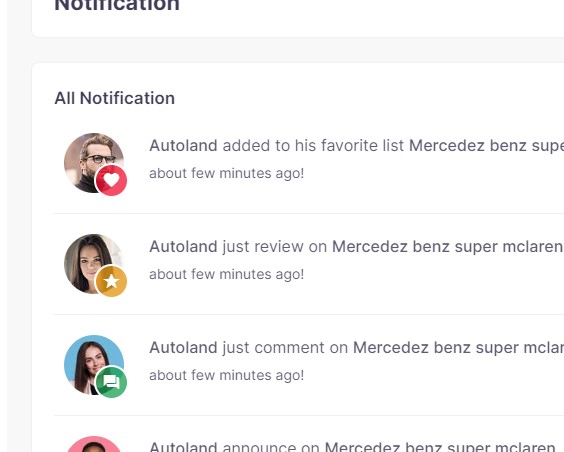 Notification
All Notification
Autoland added to his favorite list Mercedez benz supe
about few minutes ago!
Autoland just review on Mercedez benz super mclaren
about few minutes ago!
Autoland just comment on Mercedez benz super mclar
about few minutes ago!
Autoland announce on Mercedez benz super mclaren